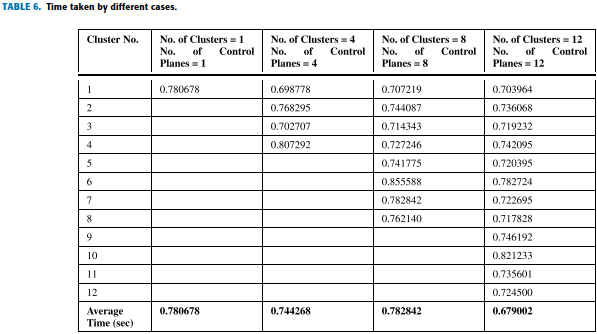 TABLE 6. Time taken by different cases.
Cluster No. No. of Clusters = 1 No. of Clusters = 4 No. of Clusters = 8 No. of Clusters = 12
No. of Control No. of Control No. of Control No. of Control
Planes = 1 Planes = 4 Planes = 8 Planes = 12
1 0.780678 0.698778 0.707219 0.703964
2 0.768295 0.744087 0.736068
3 0.702707 0.714343 0.719232
4 0.807292 0.727246 0.742095
5 0.741775 0.720395
6 0.855588 0.782724
7 0.782842 0.722695
8 0.762140 0.717828
9 0.746192
10 0.821233
11 0.735601
12 0.724500
Average 0.780678 0.744268 0.782842 0.679002
Time (sec)